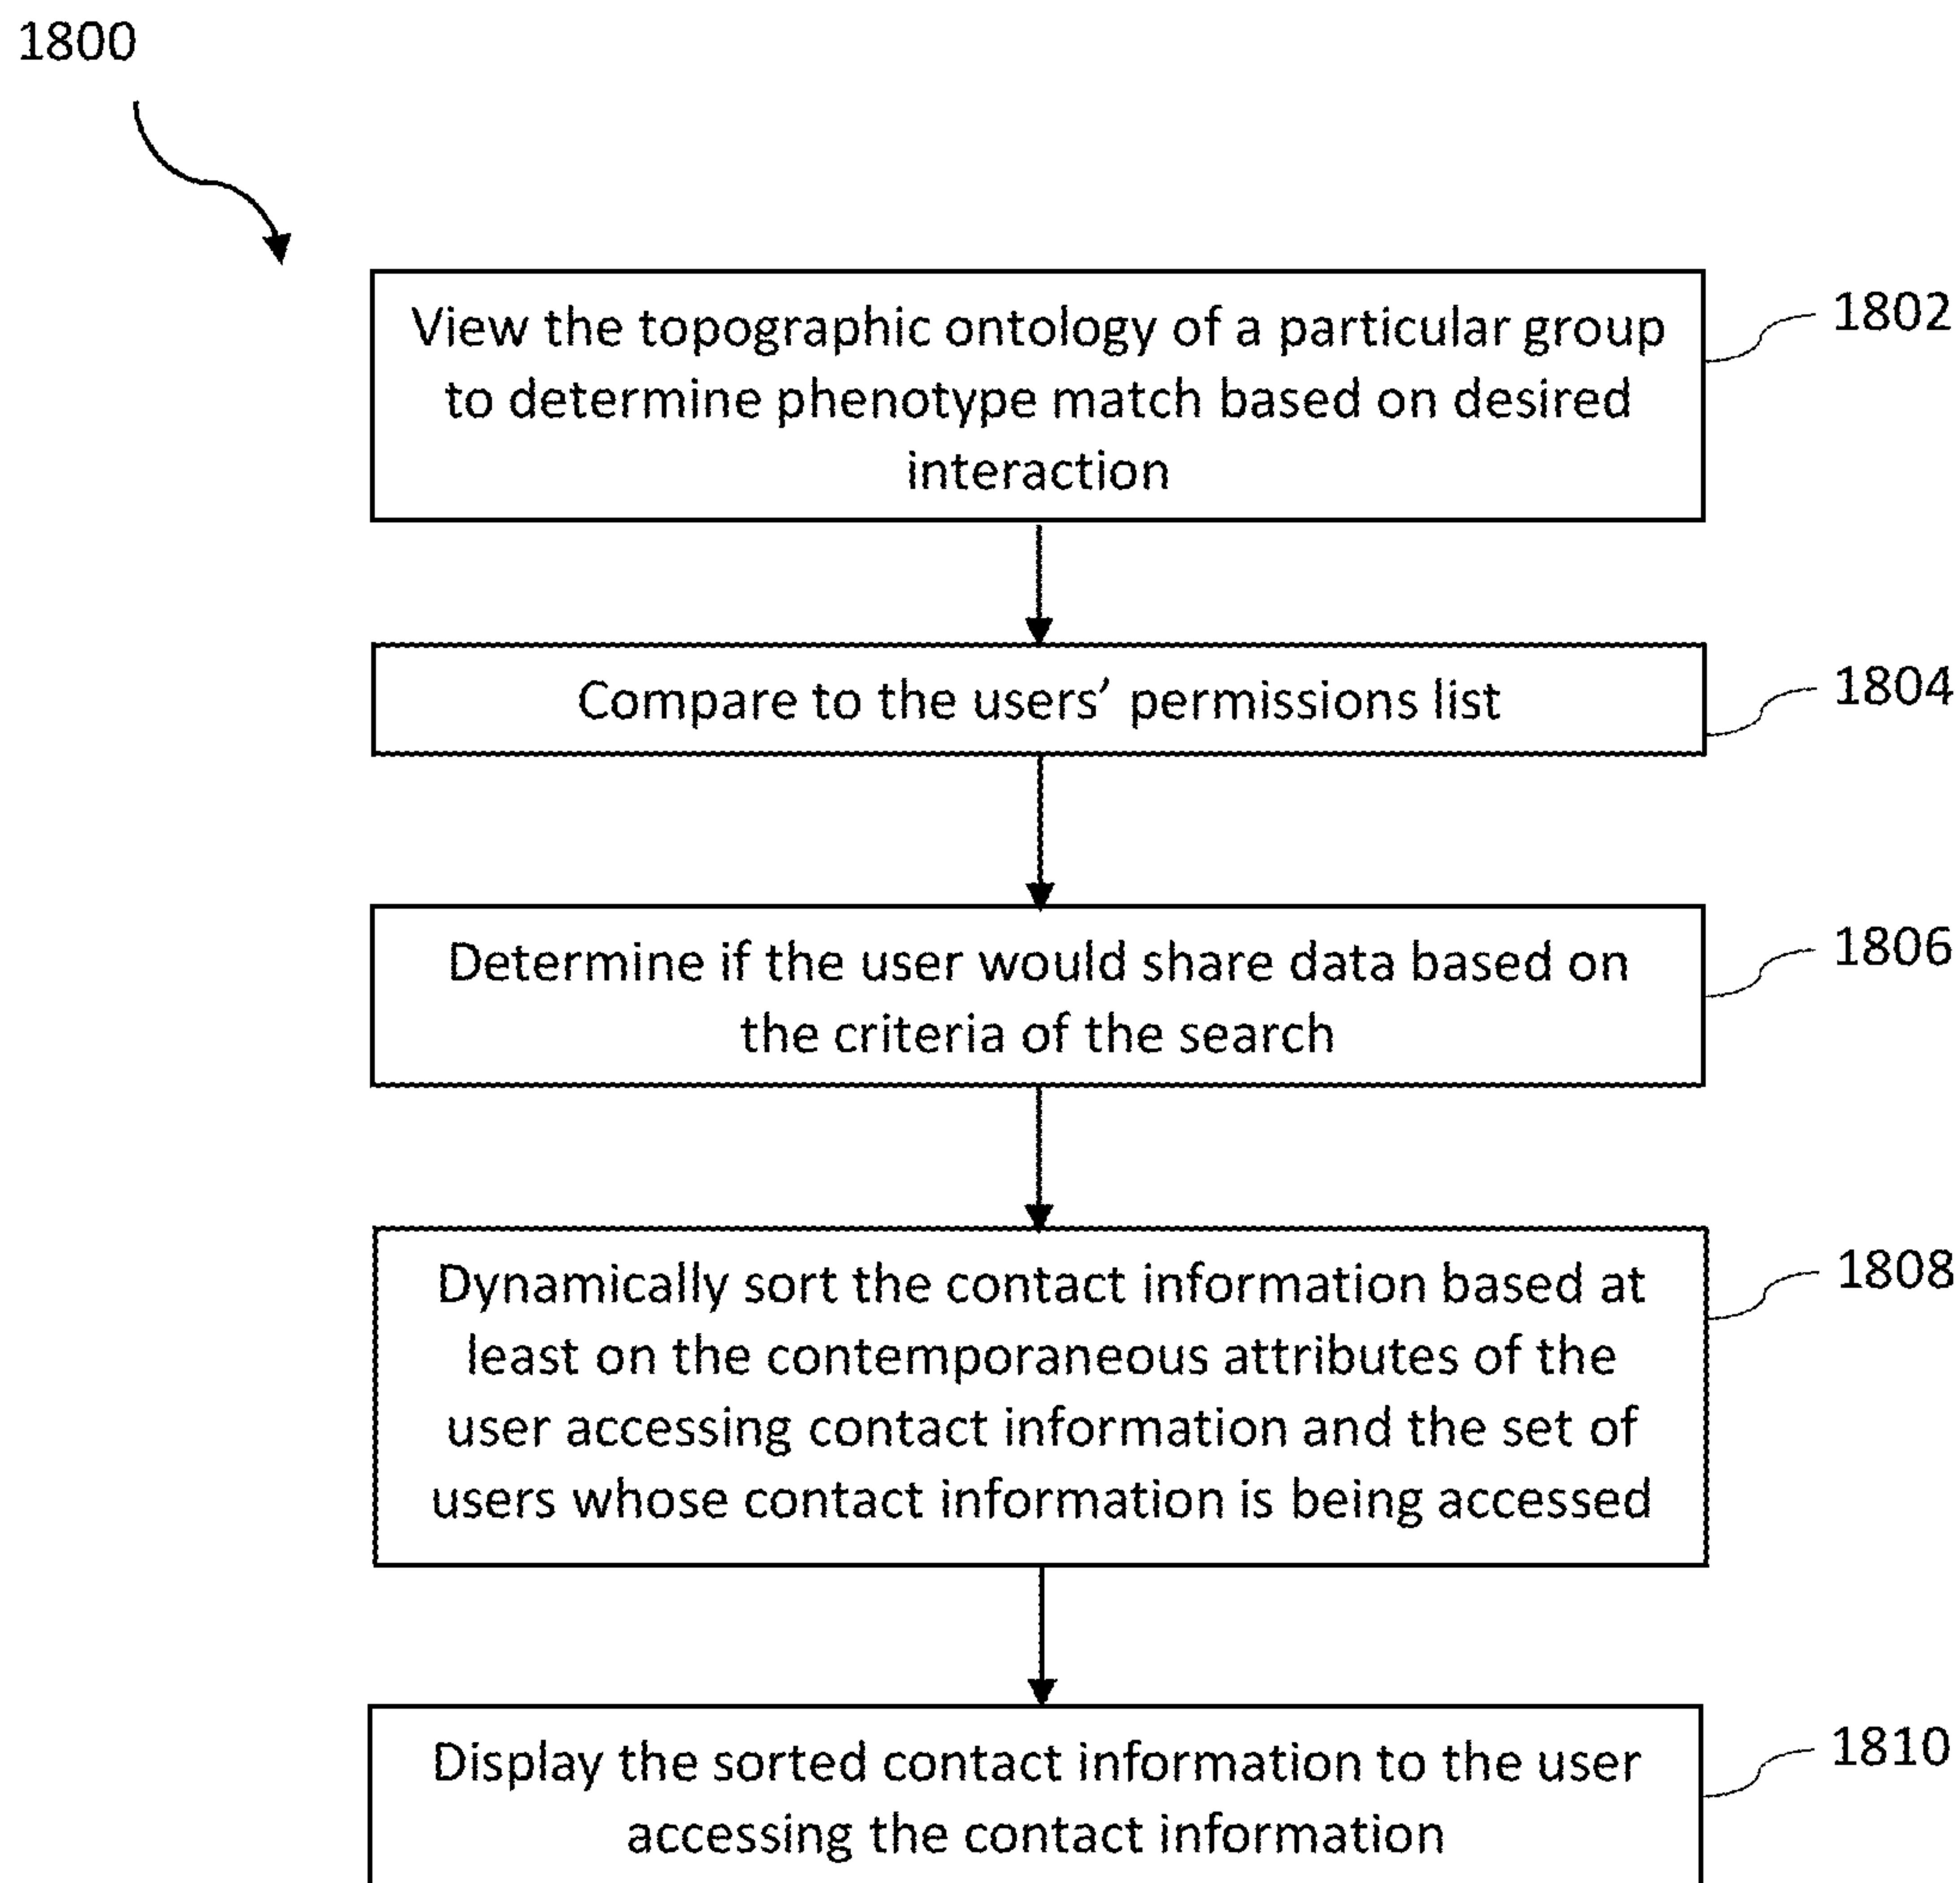 1800
View the topographic ontology of a particular group
to determine phenotype match based on desired
interaction
1802
Compare to the users’ permissions list
1804
Determine if the user would share data based on
the criteria of the search
1806
Dynamically sort the contact information based at
least on the contemporaneous attributes of the
user accessing contact information and the set of
users whose contact information is being accessed
1808
Display the sorted contact information to the user
accessing the contact information
1810